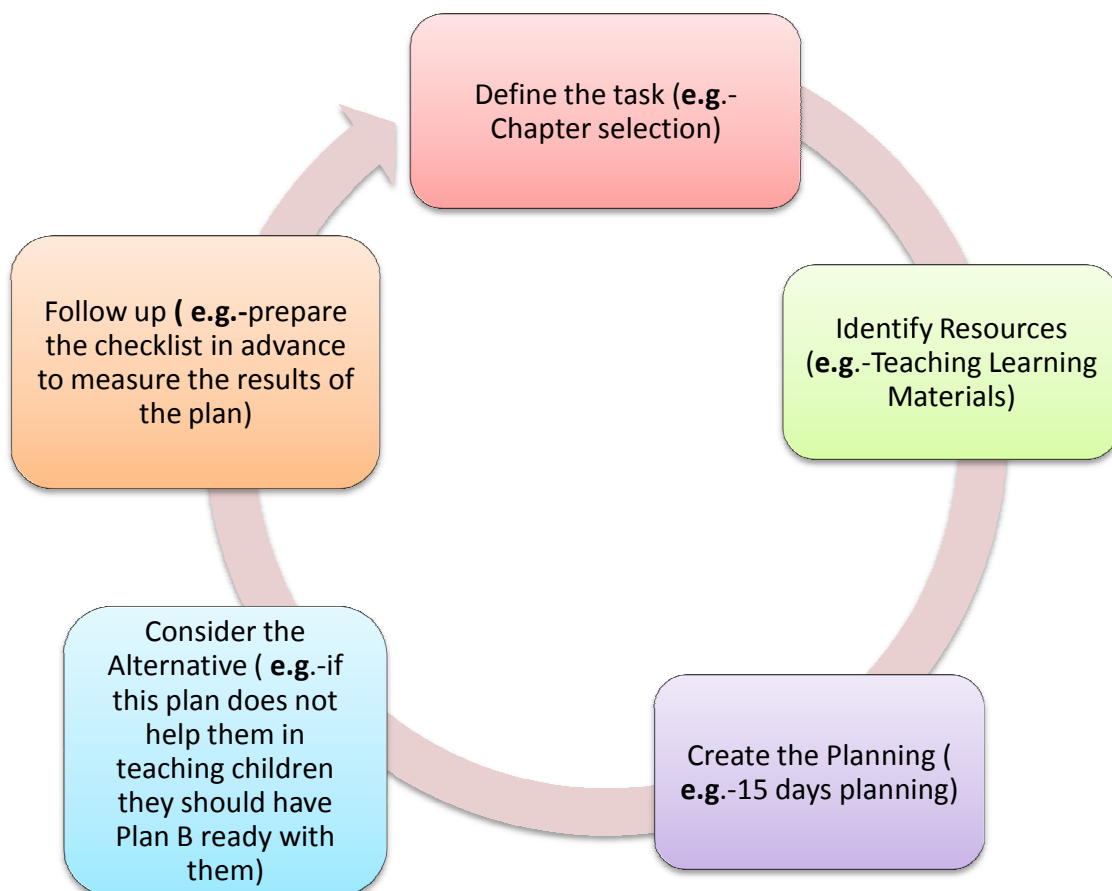 Define the task (e.g.-
Chapter selection)
Identify Resources
(e.g.-Teaching Learning
Materials)
Create the Planning (
e.g.-15 days planning)
Consider the
Alternative ( e.g.-if
this plan does not
help them in
teaching children
they should have
Plan B ready with
them)
Follow up ( e.g.-prepare
the checklist in advance
to measure the results of
the plan)